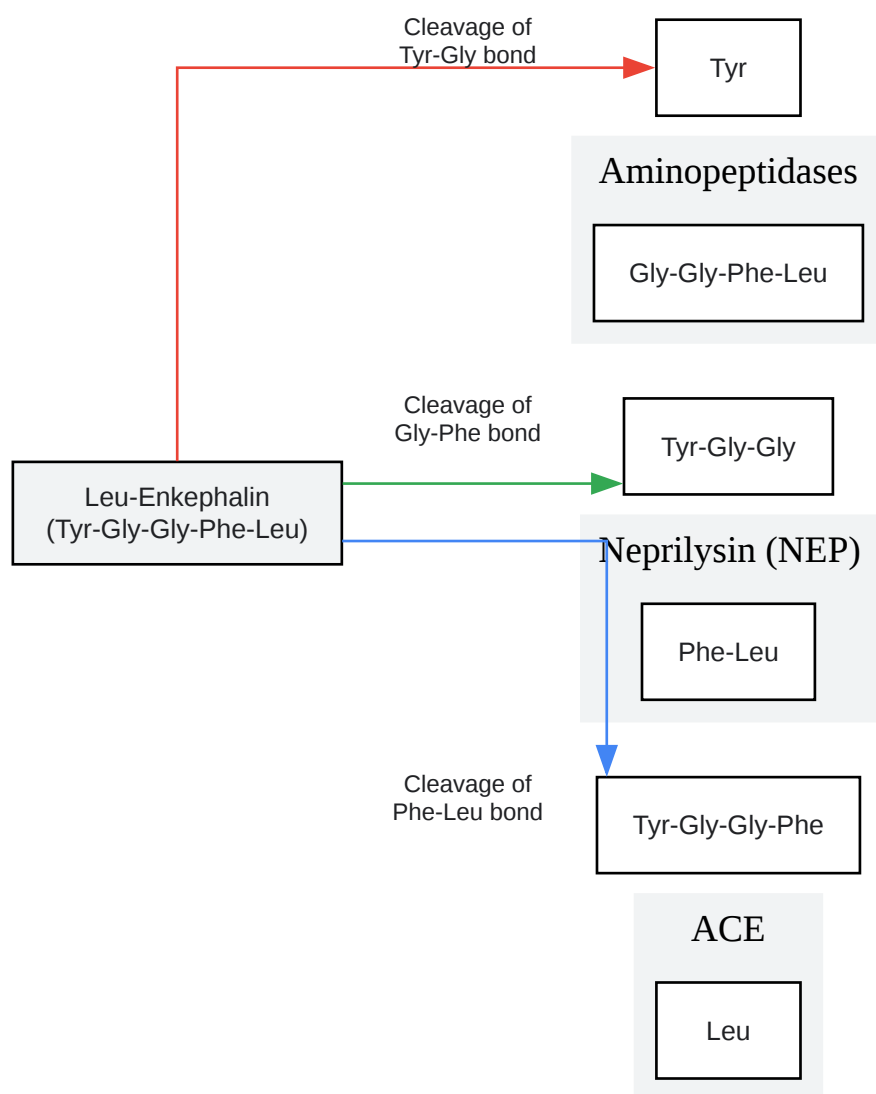 Cleavage of
Tyr-Gly bond
Tyr
Aminopeptidases
Gly-Gly-Phe-Leu
Cleavage of
Gly-Phe bond
Tyr-Gly-Gly
Leu-Enkephalin
(Tyr-Gly-Gly-Phe-Leu)
Neprilysin (NEP)
Phe-Leu
Cleavage of
Phe-Leu bond
Tyr-Gly-Gly-Phe
ACE
Leu